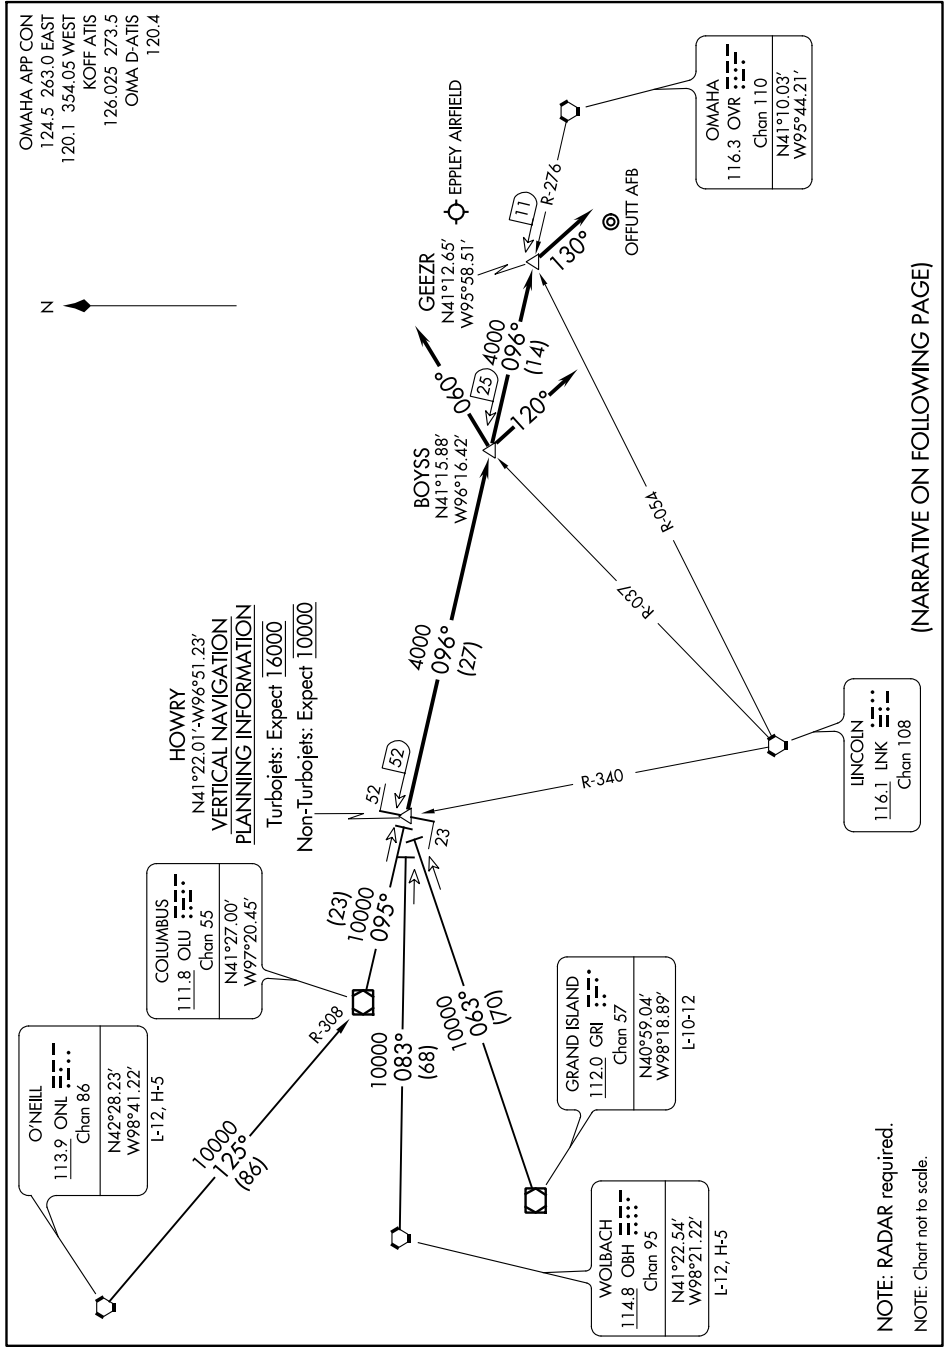 OMAHA APP CON
124.5 263.0 EAST
120.1 354.05 WEST
KOFF ATIS
126.025 273.5
OMA D-ATIS
120.4
N
O'NEILL
113.9 ONL
Chan 86
N42°28.23'
W98°41.22'
L-12, H-5
10000
125°
(86)
R-308
COLUMBUS
111.8 OLU
Chan 55
N41°27.00'
W97°20.45'
(23)
10000
095°
HOWRY
N41°22.01'-W96°51.23'
VERTICAL NAVIGATION
PLANNING INFORMATION
Turbojets: Expect 16000
Non-Turbojets: Expect 10000
52
52
23
10000
083°
(68)
10000
063°
(70)
WOLBACH
114.8 OBH
Chan 95
N41°22.54'
W98°21.22'
L-12, H-5
GRAND ISLAND
112.0 GRI
Chan 57
N40°59.04'
W98°18.89'
L-10-12
4000
096°
(27)
BOYSS
N41°15.88'
W96°16.42'
060°
25
120°
4000
096°
(14)
GEEZR
N41°12.65'
W95°58.51'
11
130°
R-276
EPPLEY AIRFIELD
OFFUTT AFB
OMAHA
116.3 OVR
Chan 110
N41°10.03'
W95°44.21'
R-340
R-037
R-054
LINCOLN
116.1 LNK
Chan 108
NOTE: RADAR required.
NOTE: Chart not to scale.
(NARRATIVE ON FOLLOWING PAGE)